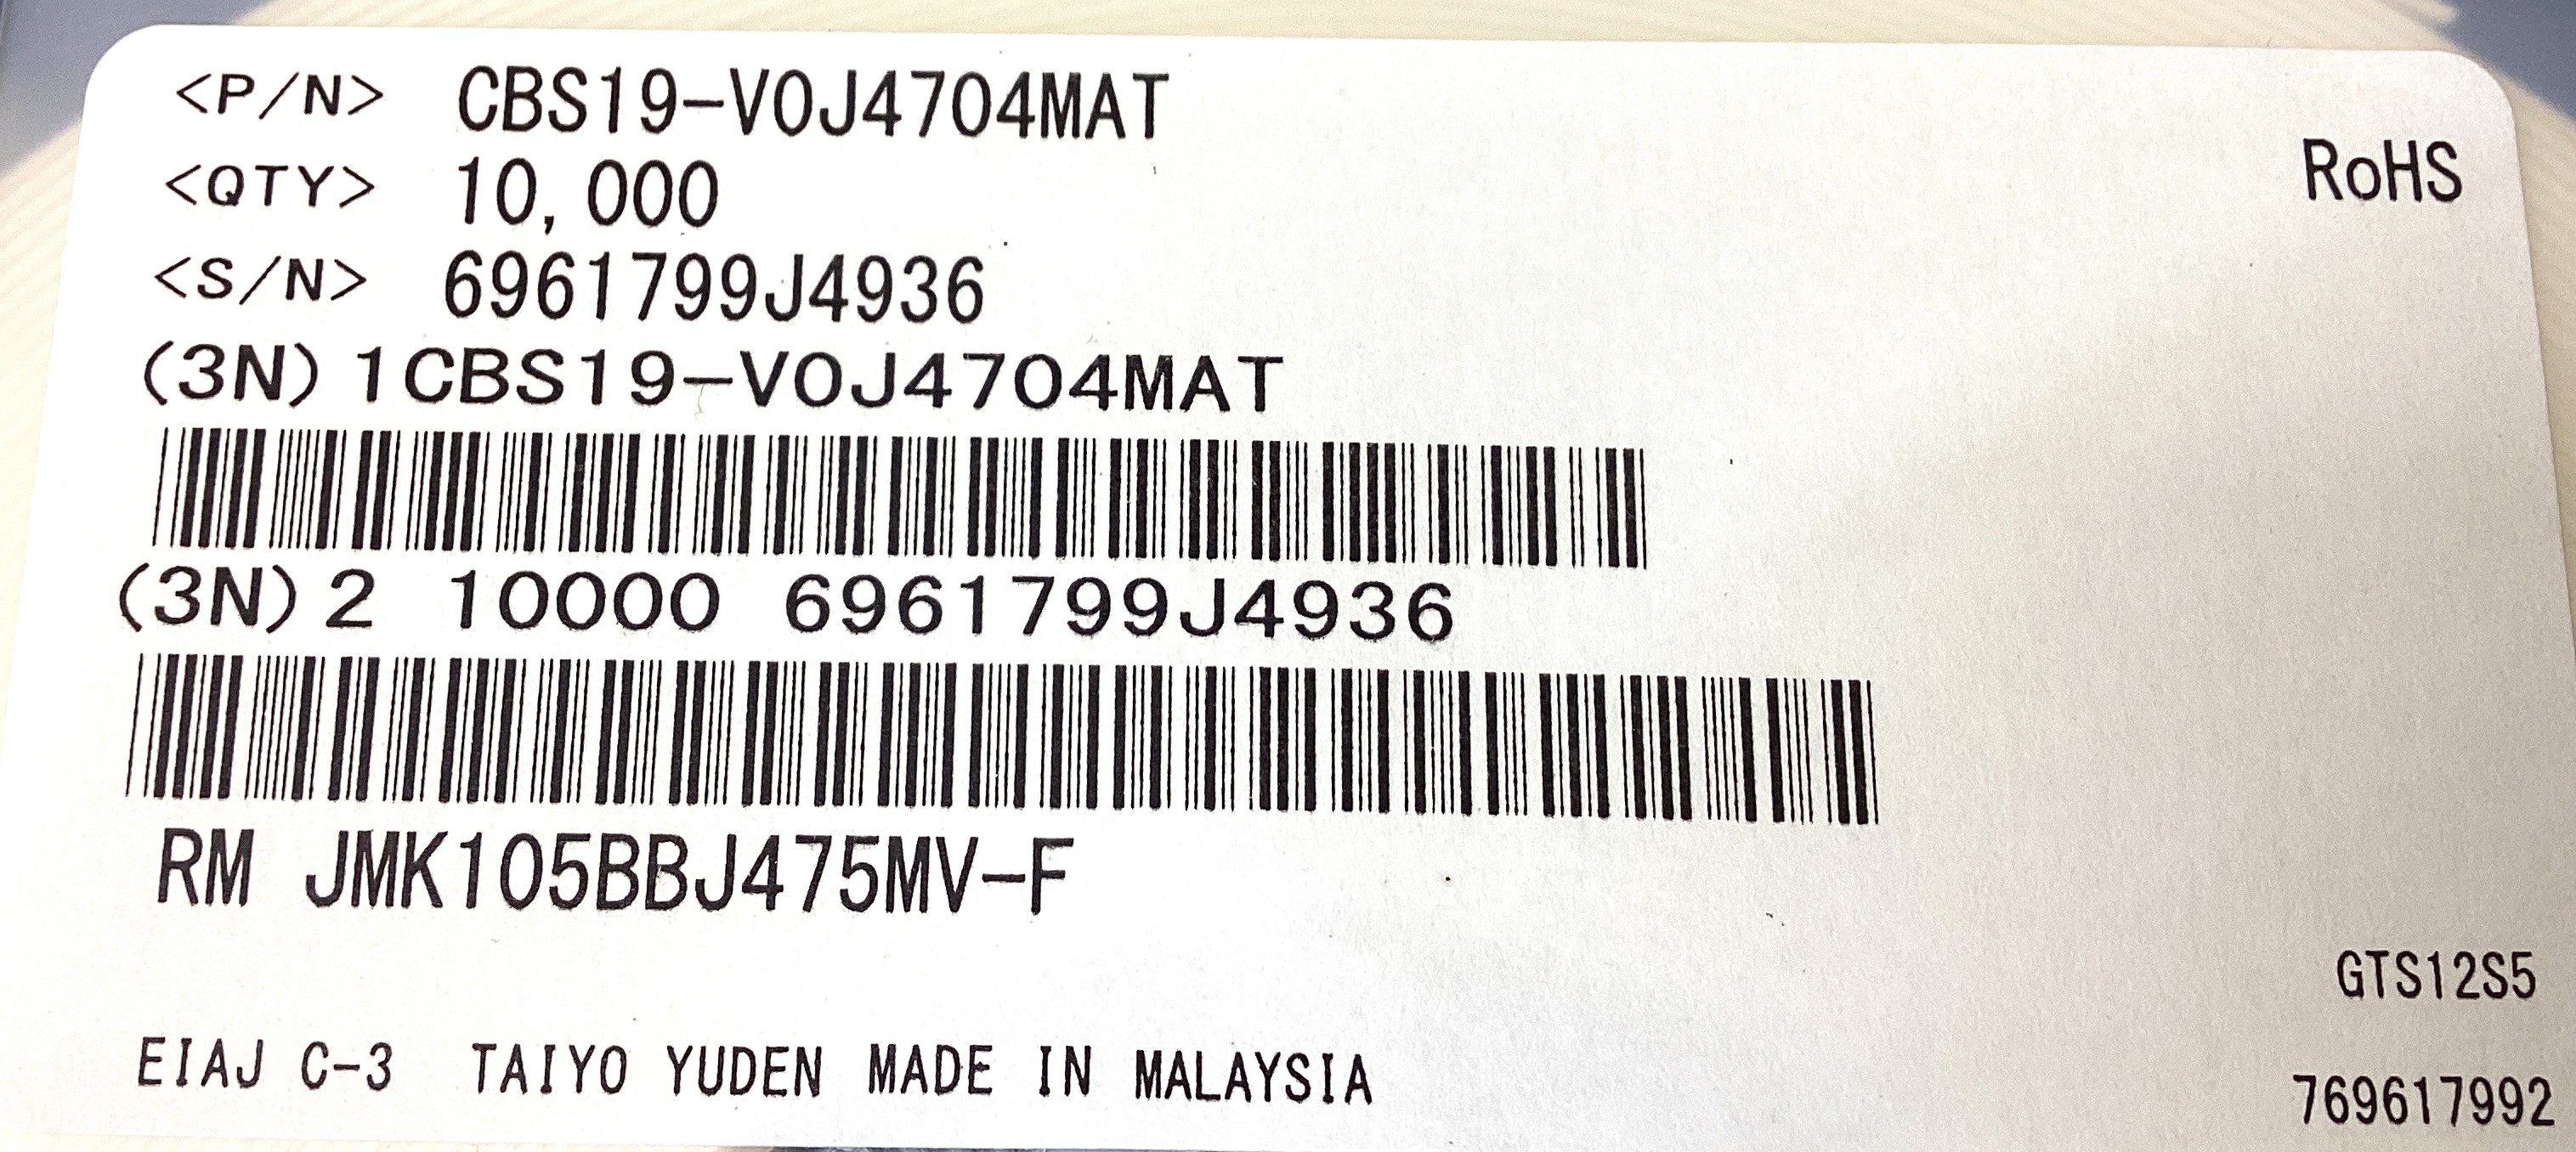 <P/N> CBS19-V0J4704MAT
<QTY> 10,000
RoHS
<S/N> 6961799J4936
(3N)1CBS19-V0J4704MAT
(3N)2 10000 6961799J4936
RM JMK105BBJ475MV-F
GTS12S5
EIAJ C-3 TAIYO YUDEN MADE IN MALAYSIA
769617992